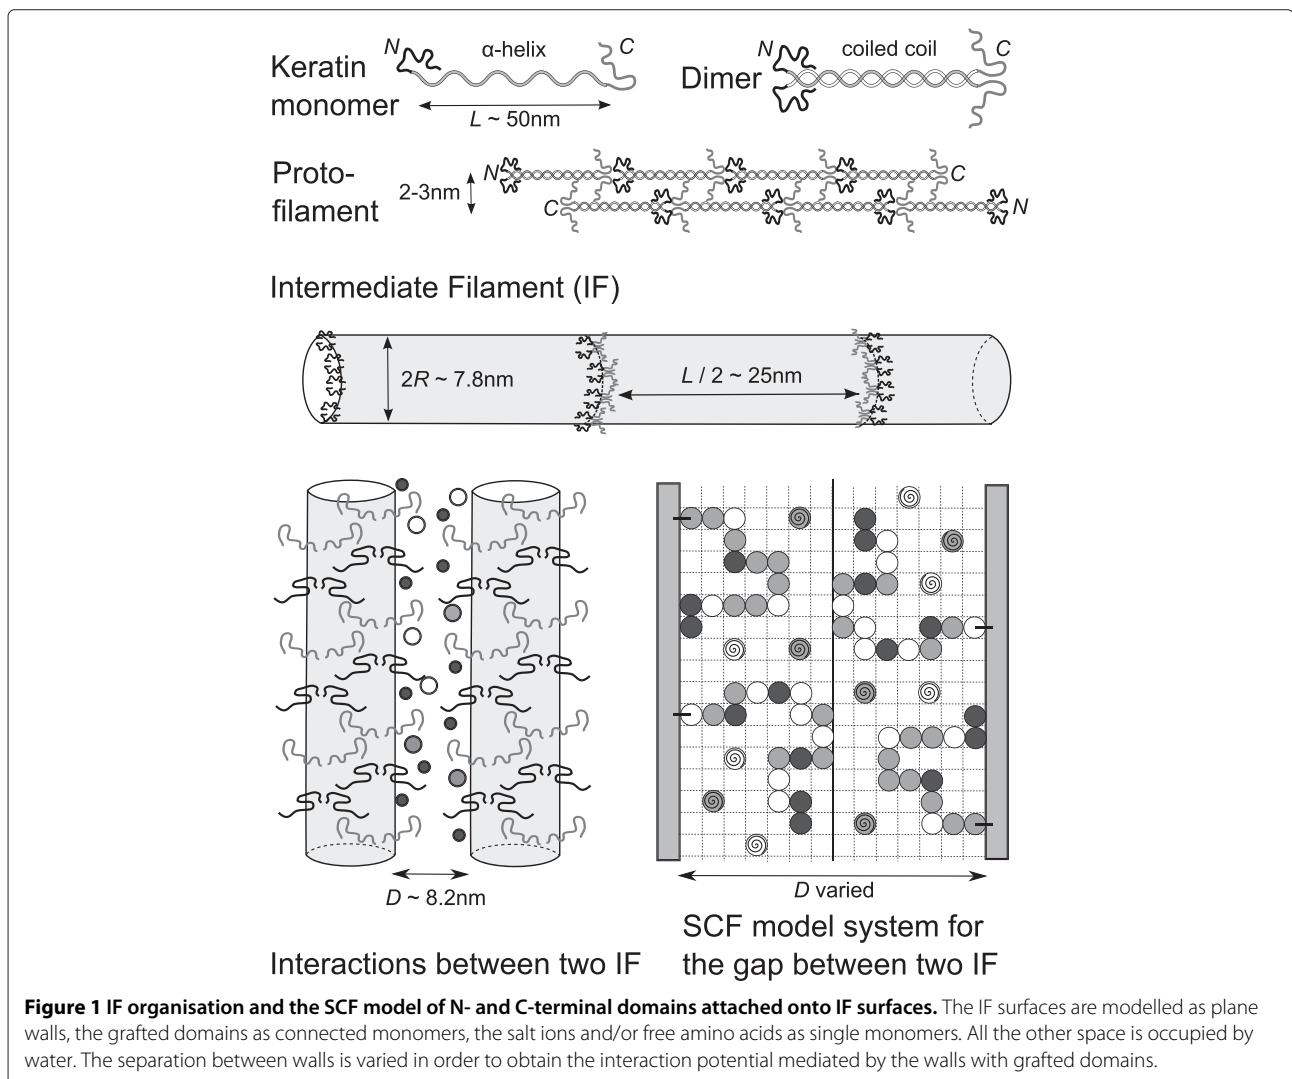 Keratin
monomer
N
α-helix
C
L ~ 50nm
Dimer
N
coiled coil
C
Proto-
filament
2-3nm
N
C
C
N
Intermediate Filament (IF)
2R ~ 7.8nm
L / 2 ~ 25nm
D ~ 8.2nm
Interactions between two IF
D varied
SCF model system for
the gap between two IF
Figure 1 IF organisation and the SCF model of N- and C-terminal domains attached onto IF surfaces. The IF surfaces are modelled as plane
walls, the grafted domains as connected monomers, the salt ions and/or free amino acids as single monomers. All the other space is occupied by
water. The separation between walls is varied in order to obtain the interaction potential mediated by the walls with grafted domains.